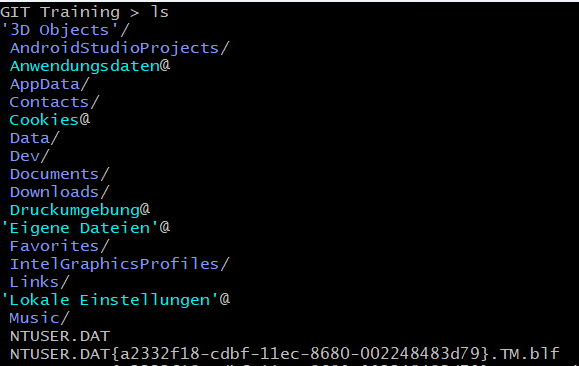 GIT Training > ls
'3D Objects'/
AndroidStudioProjects/
Anwendungsdaten@
AppData/
Contacts/
Cookies@
Data/
Dev/
Documents/
Downloads/
Druckumgebung@
'Eigene Dateien'@
Favorites/
IntelGraphicsProfiles/
Links/
'Lokale Einstellungen'@
Music/
NTUSER.DAT
NTUSER.DAT{a2332f18-cdbf-11ec-8680-002248483d79}.TM.blf